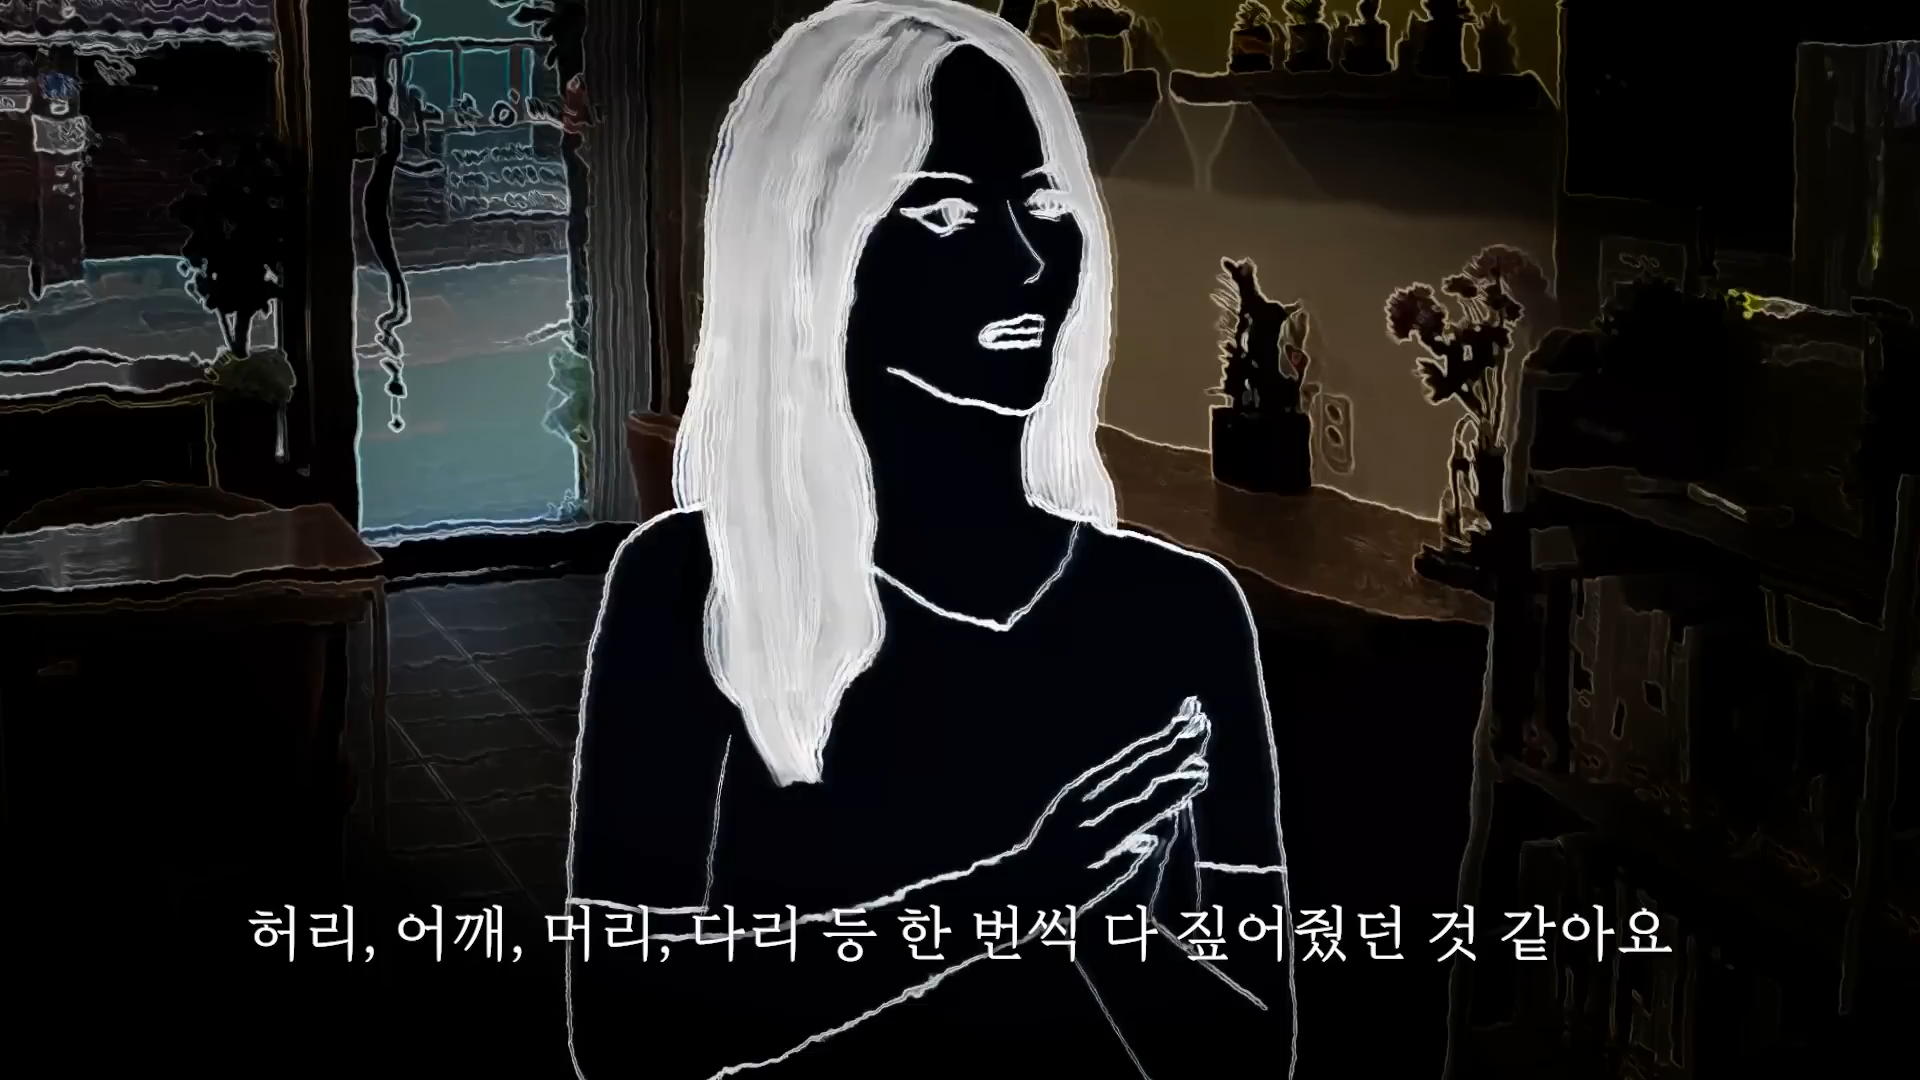 허리, 어깨, 머리, 다리 등 한 번씩 다 짚어줬던 것 같아요